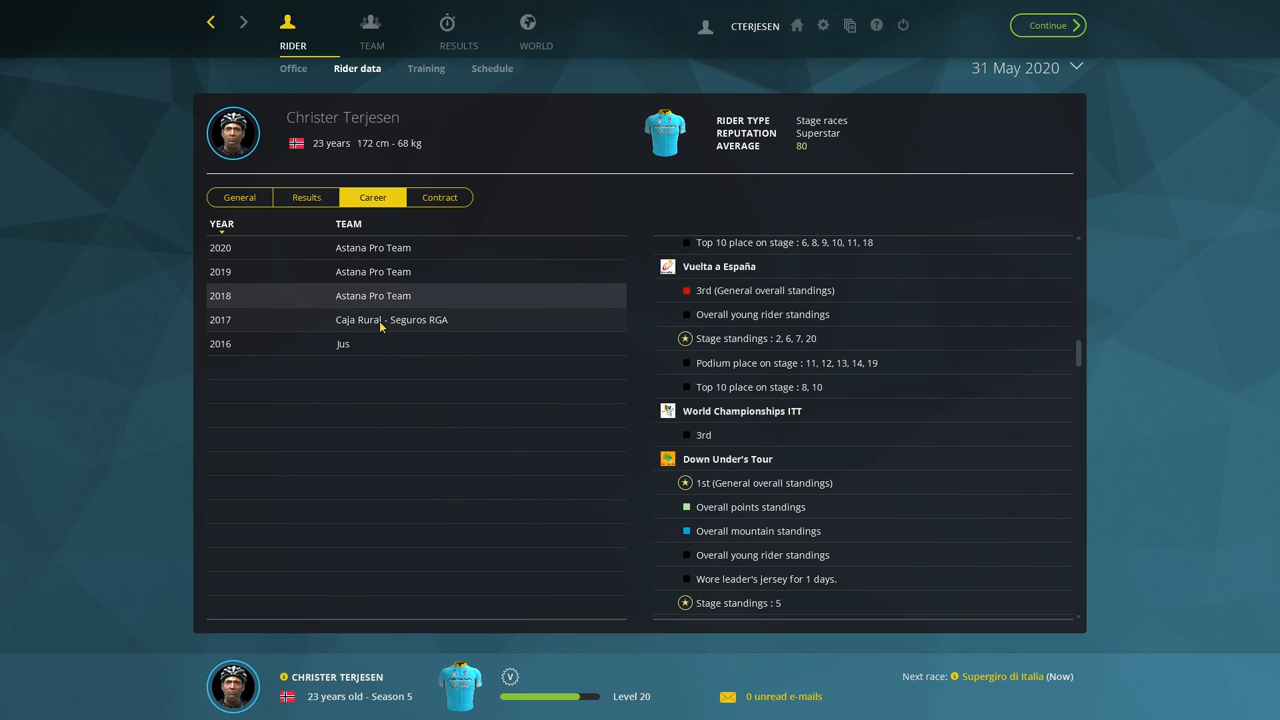 RIDER
TEAM
RESULTS
WORLD
CTERJESEN
Continue
Office
Rider data
Training
Schedule
31 May 2020
Christer Terjesen
23 years 172 cm - 68 kg
RIDER TYPE Stage races
REPUTATION Superstar
AVERAGE 80
General
Results
Career
Contract
YEAR TEAM
2020 Astana Pro Team
2019 Astana Pro Team
2018 Astana Pro Team
2017 Caja Rural - Seguros RGA
2016 Jus
Top 10 place on stage : 6, 8, 9, 10, 11, 18
Vuelta a España
3rd (General overall standings)
Overall young rider standings
Stage standings : 2, 6, 7, 20
Podium place on stage : 11, 12, 13, 14, 19
Top 10 place on stage : 8, 10
World Championships ITT
3rd
Down Under's Tour
1st (General overall standings)
Overall points standings
Overall mountain standings
Overall young rider standings
Wore leader's jersey for 1 days.
Stage standings : 5
CHRISTER TERJESEN
23 years old - Season 5
V
Level 20
0 unread e-mails
Next race: Supergiro di Italia (Now)